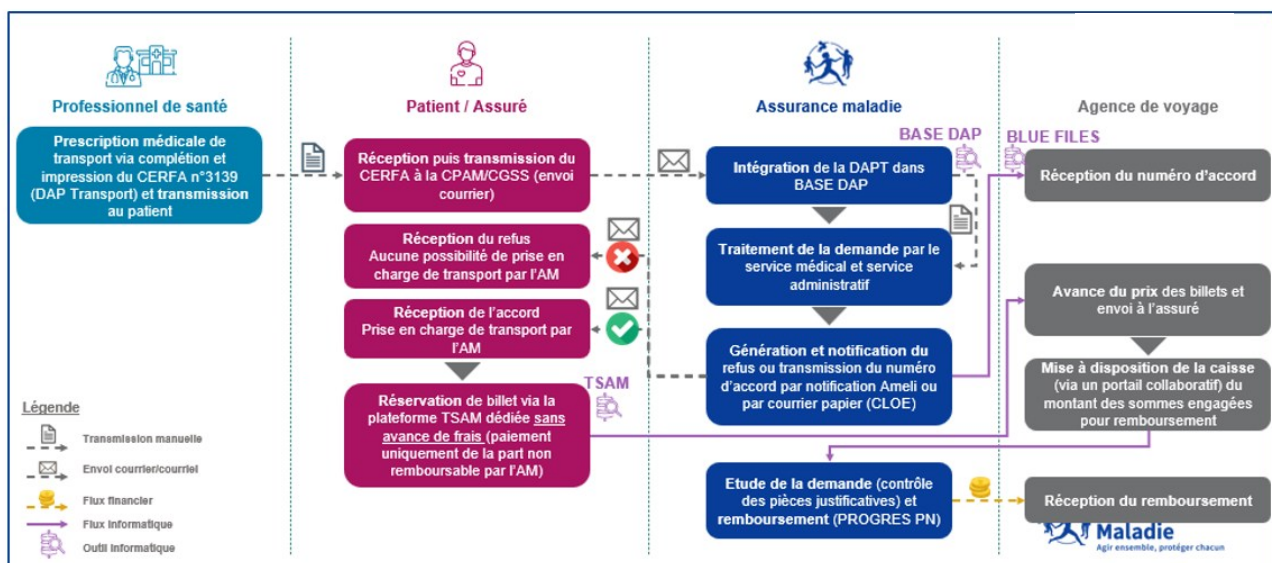 Professionnel de santé
Prescription médicale de
transport via complétion et
impression du CERFA n°3139
(DAP Transport) et transmission
au patient
Patient / Assuré
Réception puis transmission du
CERFA à la CPAM/CGSS (envoi
courrier)
Réception du refus
Aucune possibilité de prise en
charge de transport par l'AM
Réception de l'accord
Prise en charge de transport par
l'AM
Réservation de billet via la
plateforme TSAM dédiée sans
avance de frais (paiement
uniquement de la part non
remboursable par l'AM)
TSAM
Assurance maladie
BASE DAP
Intégration de la DAPT dans
BASE DAP
Traitement de la demande par le
service médical et service
administratif
Génération et notification du
refus ou transmission du numéro
d'accord par notification Ameli ou
par courrier papier (CLOE)
Etude de la demande (contrôle
des pièces justificatives) et
remboursement (PROGRES PN)
Agence de voyage
BLUE FILES
Réception du numéro d'accord
Avance du prix des billets et
envoi à l'assuré
Mise à disposition de la caisse
(via un portail collaboratif) du
montant des sommes engagées
pour remboursement
Réception du remboursement
Maladie
Agir ensemble, protéger chacun
Légende
Transmission manuelle
Envoi courrier/courriel
Flux financier
Flux informatique
Outil informatique